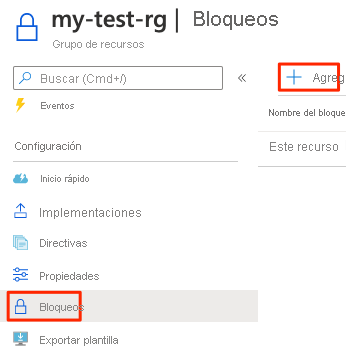 my-test-rg | Bloqueos
Grupo de recursos
Buscar (Cmd+/)
«
Eventos
Configuración
Inicio rápido
Implementaciones
Directivas
Propiedades
Bloqueos
Exportar plantilla
+ Agreg
Nombre del bloque
Este recurso